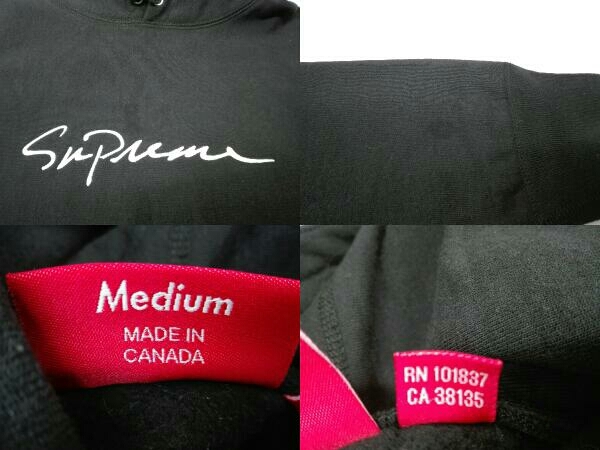 Supreme
Medium
MADE IN
CANADA
RN 101837
CA-38135